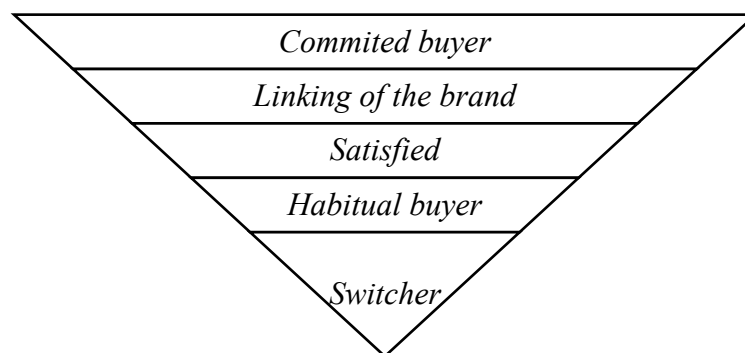 Commited buyer
Linking of the brand
Satisfied
Habitual buyer
Switcher